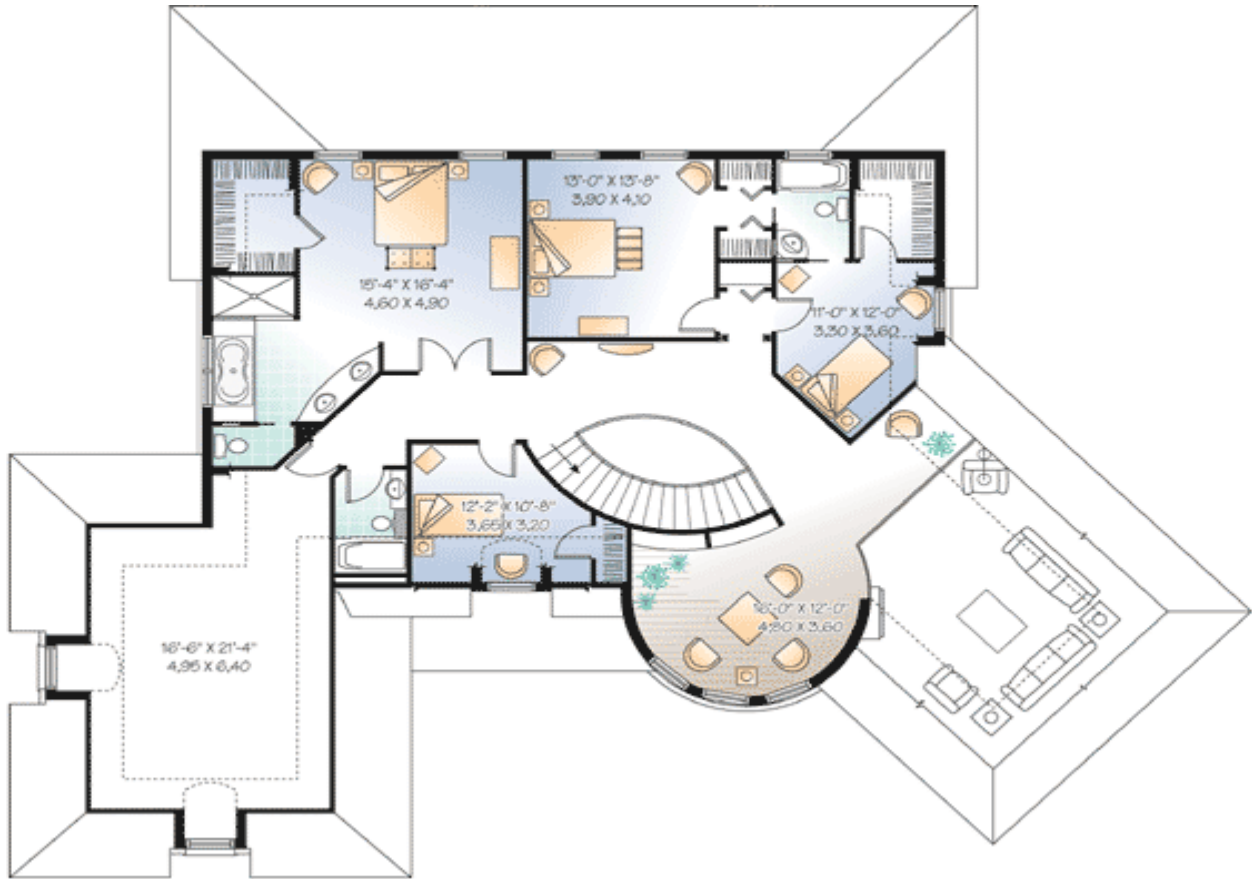 13'-0" X 13'-8"
3,90 X 4,10
15'-4" X 16'-4"
4,60 X 4,90
11'-0" X 12'-0"
3,30 X 3,60
12'-2" X 10'-8"
3,65 X 3,20
16'-0" X 12'-0"
4,80 X 3,60
16'-6" X 21'-4"
4,95 X 6,40